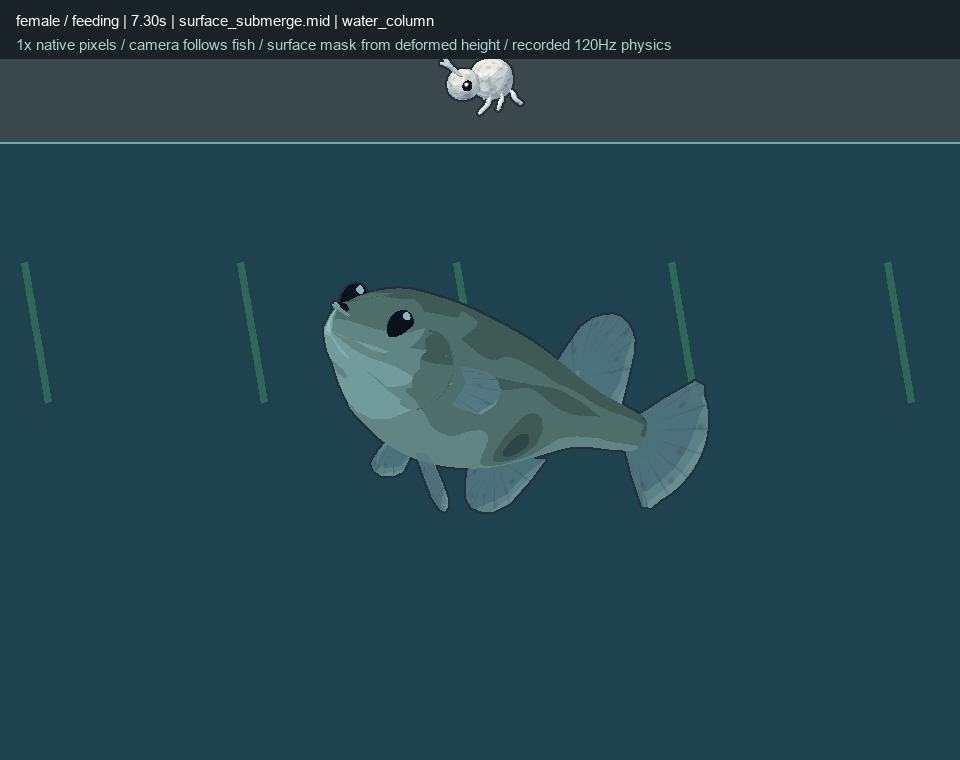 female / feeding | 7.30s | surface_submerge.mid | water_column
1x native pixels / camera follows fish / surface mask from deformed height / recorded 120Hz physics